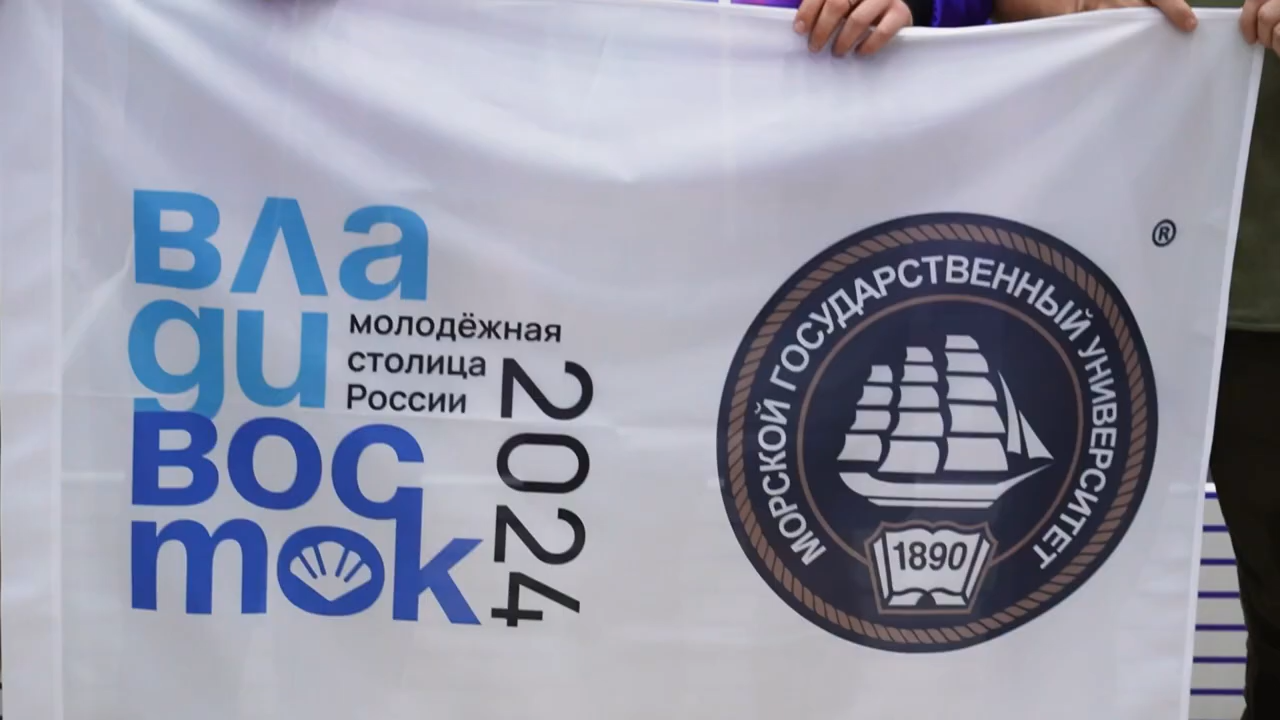 вла
ди
вос
ток
молодёжная
столица
России
2024
МОРСКОЙ ГОСУДАРСТВЕННЫЙ УНИВЕРСИТЕТ
1890
®